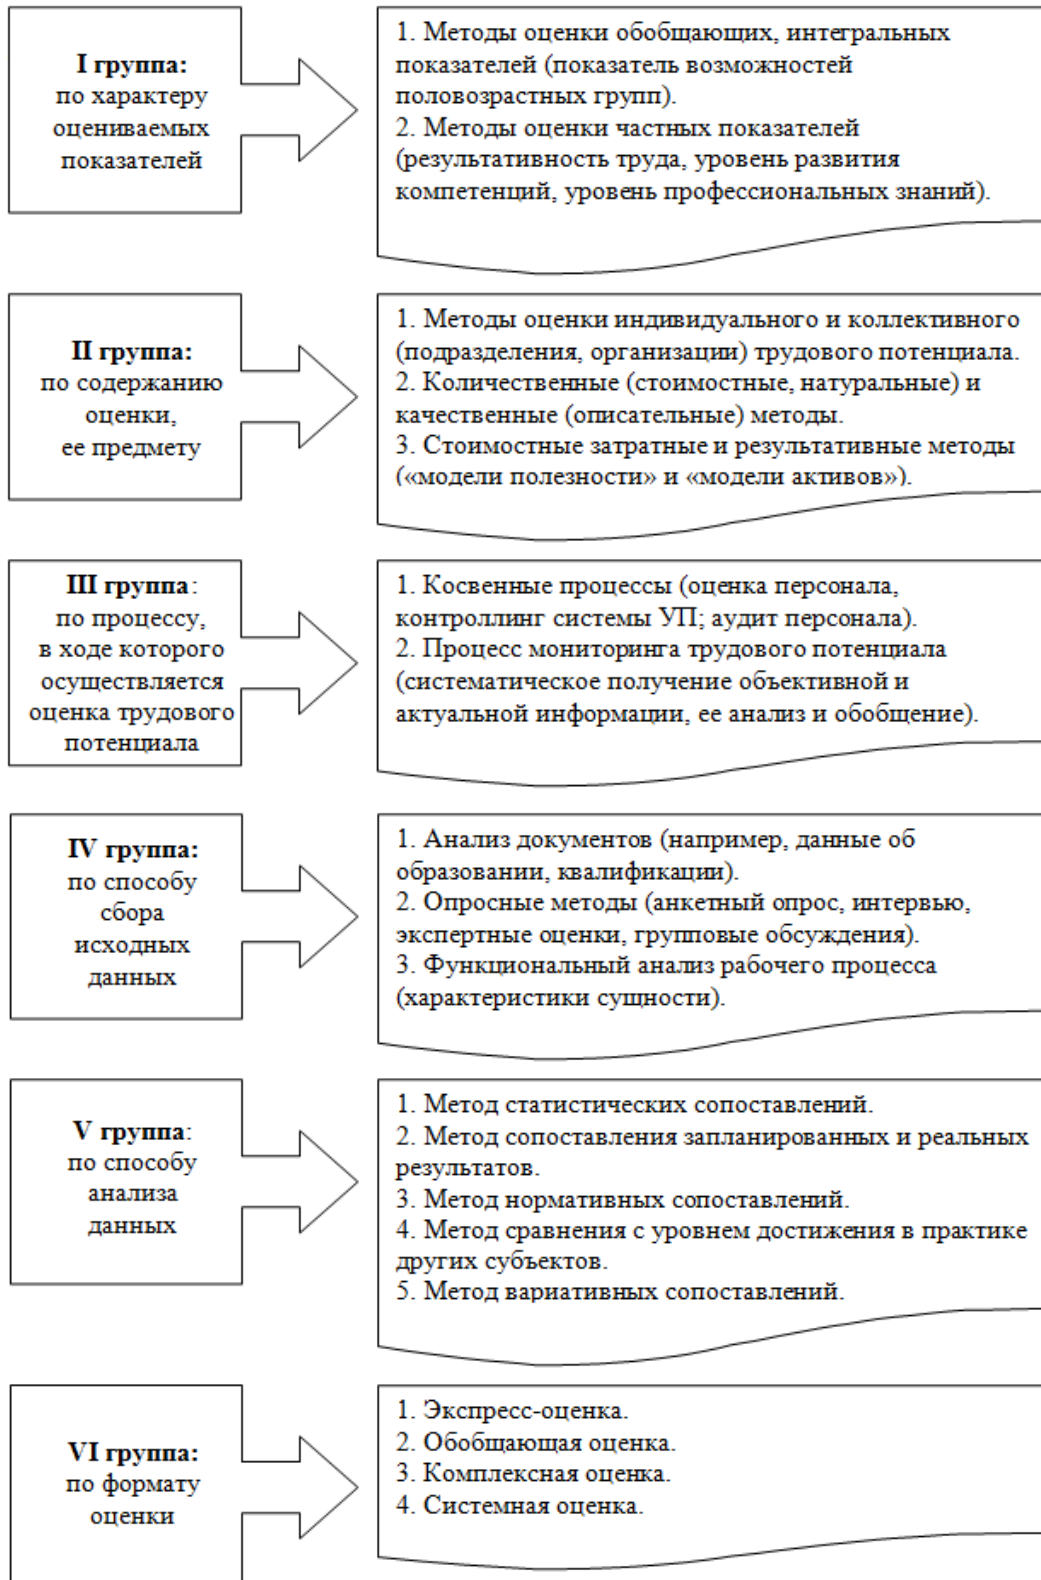 I группа:
по характеру
оцениваемых
показателей
1. Методы оценки обобщающих, интегральных
показателей (показатель возможностей
половозрастных групп).
2. Методы оценки частных показателей
(результативность труда, уровень развития
компетенций, уровень профессиональных знаний).
II группа:
по содержанию
оценки,
ее предмету
1. Методы оценки индивидуального и коллективного
(подразделения, организации) трудового потенциала.
2. Количественные (стоимостные, натуральные) и
качественные (описательные) методы.
3. Стоимостные затратные и результативные методы
(«модели полезности» и «модели активов»).
III группа:
по процессу,
в ходе которого
осуществляется
оценка трудового
потенциала
1. Косвенные процессы (оценка персонала,
контроллинг системы УП; аудит персонала).
2. Процесс мониторинга трудового потенциала
(систематическое получение объективной и
актуальной информации, ее анализ и обобщение).
IV группа:
по способу
сбора
исходных
данных
1. Анализ документов (например, данные об
образовании, квалификации).
2. Опросные методы (анкетный опрос, интервью,
экспертные оценки, групповые обсуждения).
3. Функциональный анализ рабочего процесса
(характеристики сущности).
V группа:
по способу
анализа
данных
1. Метод статистических сопоставлений.
2. Метод сопоставления запланированных и реальных
результатов.
3. Метод нормативных сопоставлений.
4. Метод сравнения с уровнем достижения в практике
других субъектов.
5. Метод вариативных сопоставлений.
VI группа:
по формату
оценки
1. Экспресс-оценка.
2. Обобщающая оценка.
3. Комплексная оценка.
4. Системная оценка.